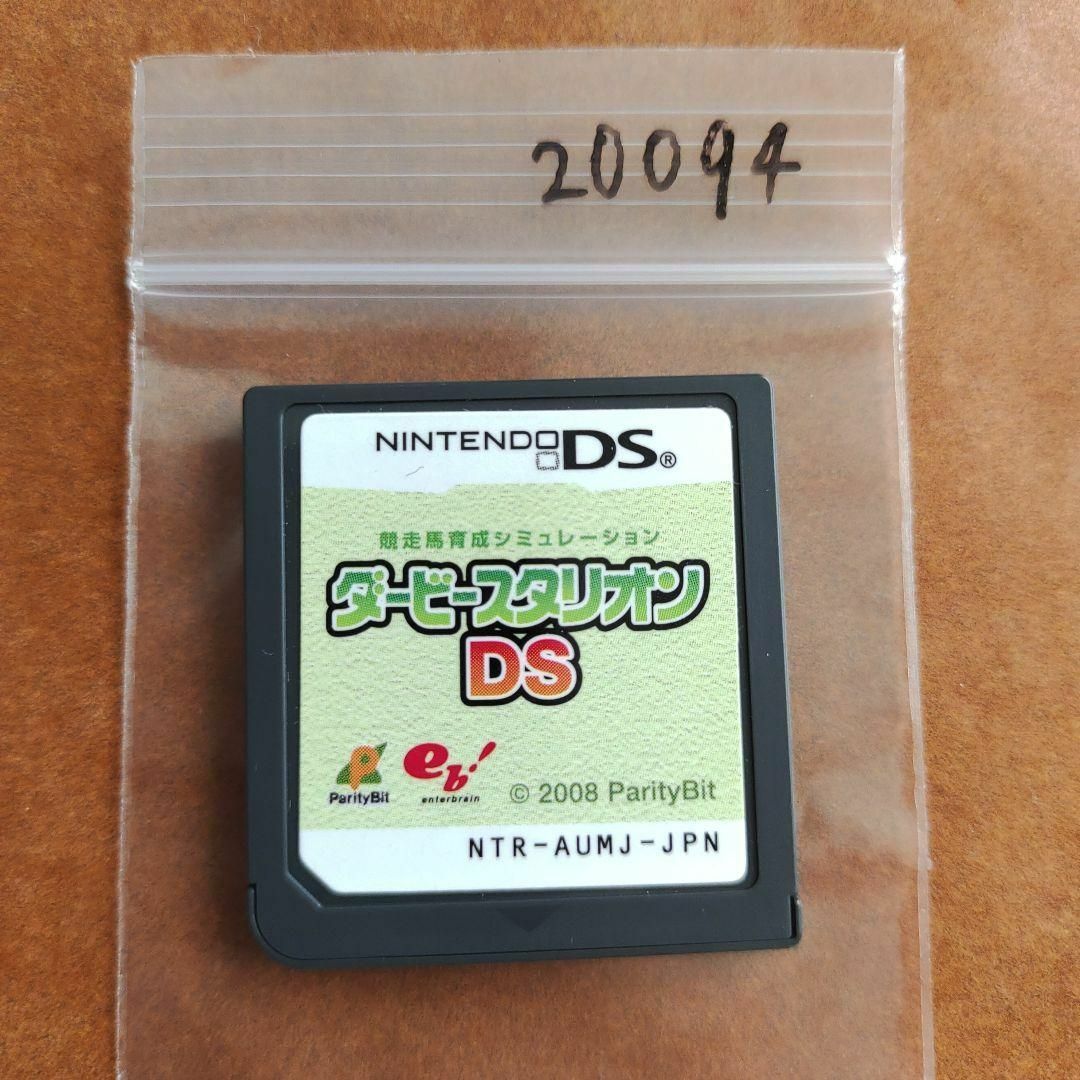 20094
NINTENDO DS®
競走馬育成シミュレーション
ダービースタリオン
DS
P
ParityBit
eb!
enterbrain
© 2008 ParityBit
NTR-AUMJ-JPN